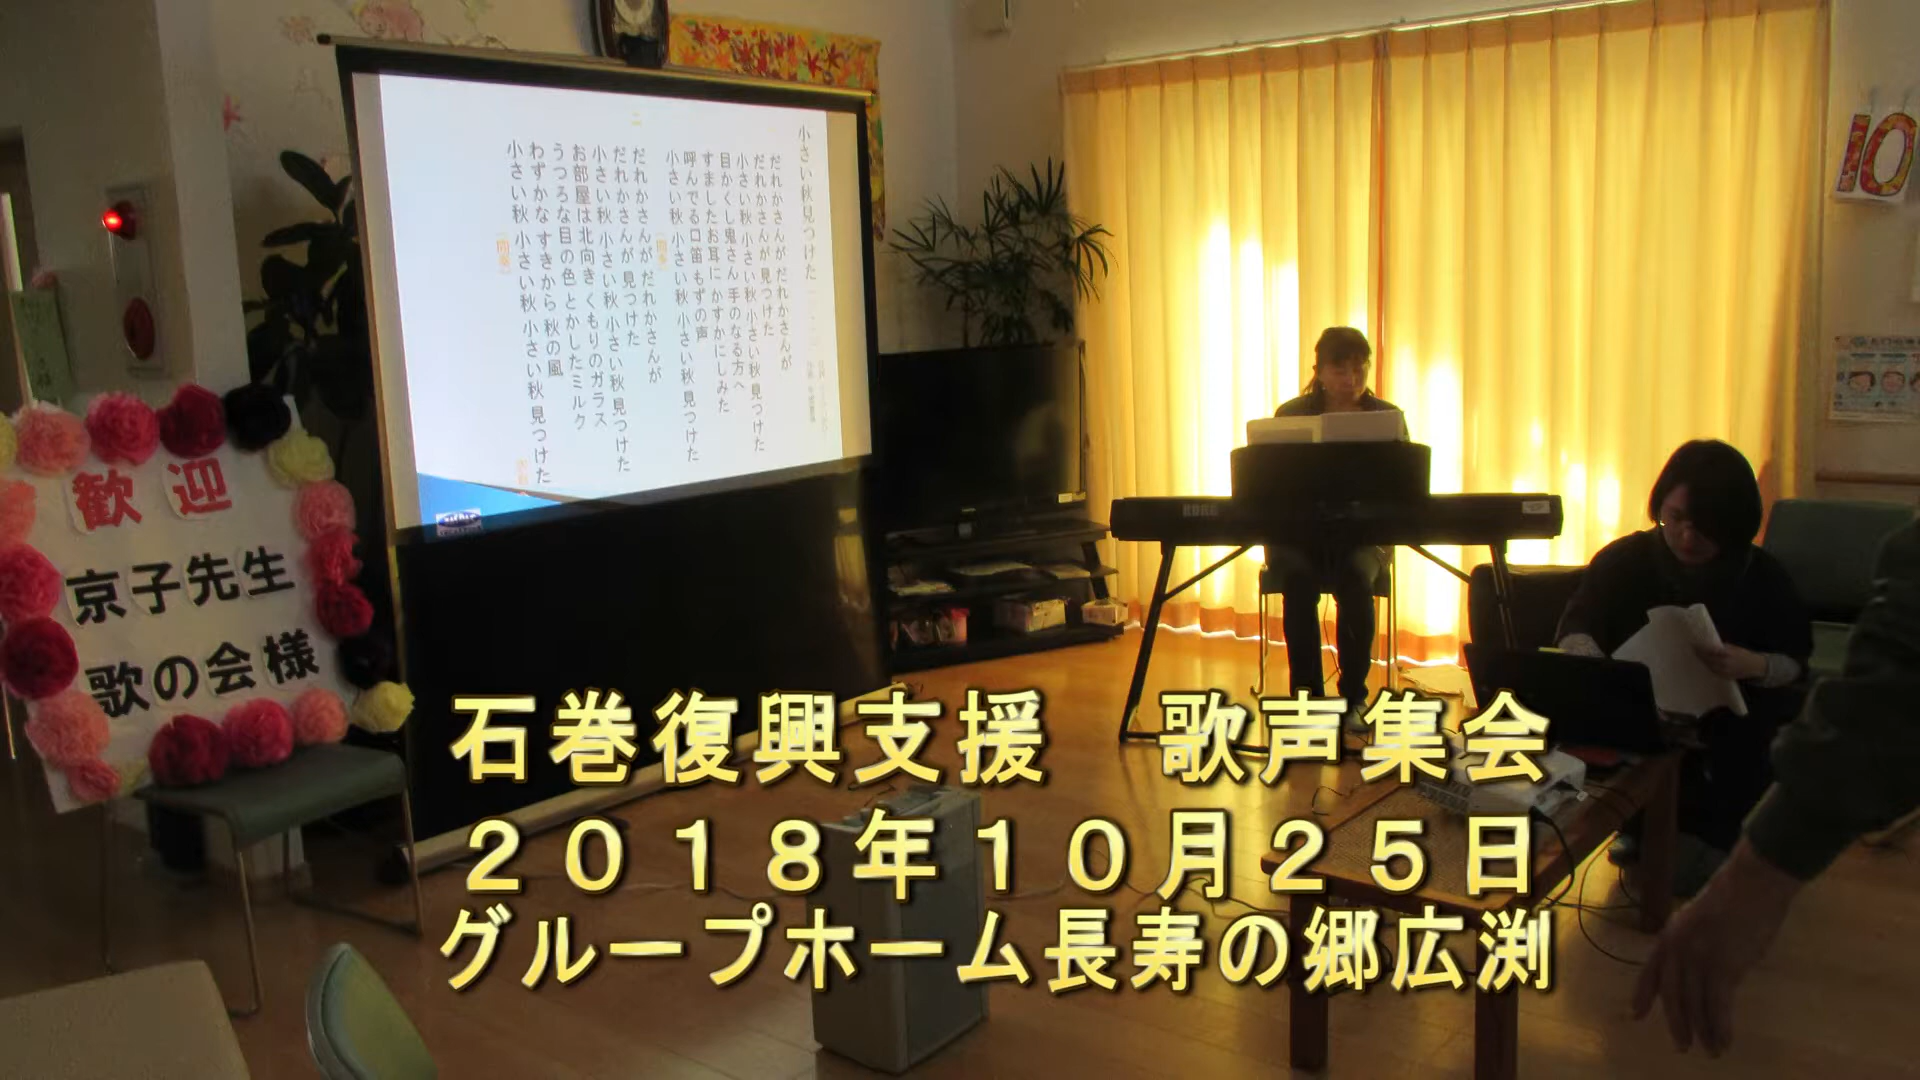 小さい秋見つけた
だれかさんが だれかさんが
だれかさんが 見つけた
小さい秋 小さい秋 小さい秋 見つけた
目かくし鬼さん 手のなる方へ
すましたお耳に かすかにしみた
呼んでる口笛 もずの声
小さい秋 小さい秋 小さい秋 見つけた
二
だれかさんが だれかさんが
だれかさんが 見つけた
小さい秋 小さい秋 小さい秋 見つけた
お部屋は北向き くもりのガラス
うつろな目の色 とかしたミルク
わずかな すきから 秋の風
小さい秋 小さい秋 小さい秋 見つけた
10
歓迎
京子先生
歌の会様
KORG
石巻復興支援　歌声集会
２０１８年１０月２５日
グループホーム長寿の郷広渕